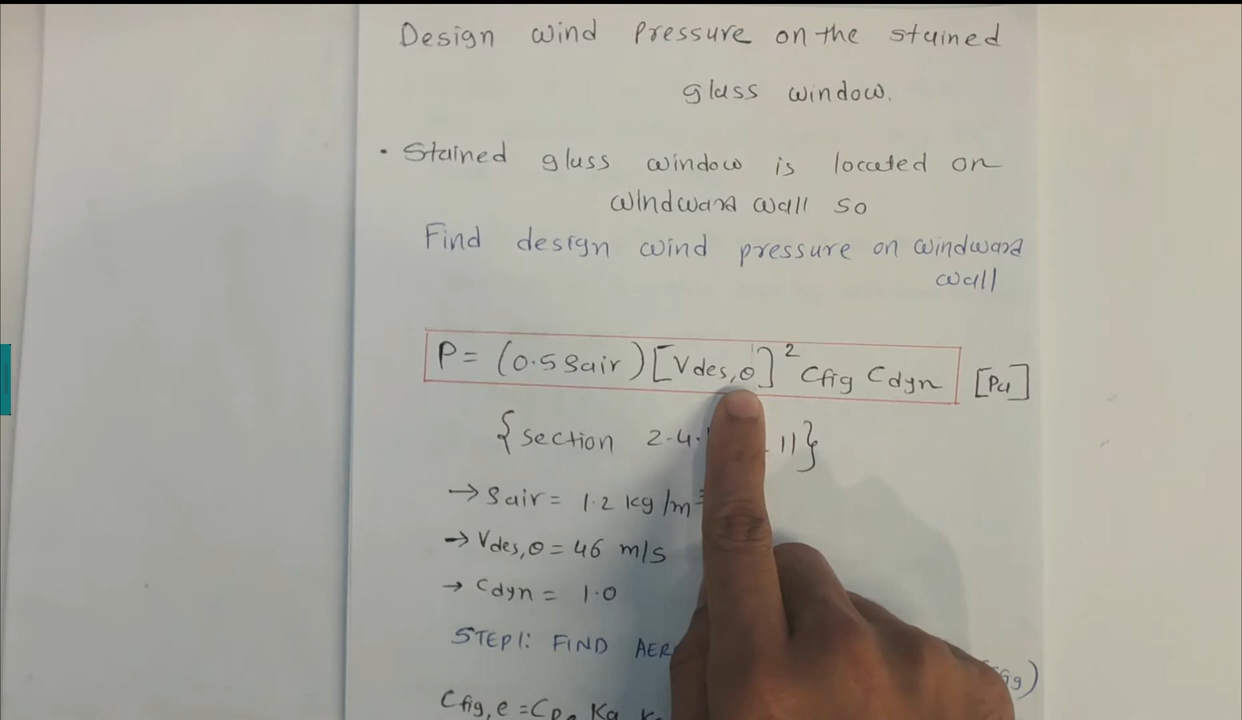 Design wind pressure on the stained
glass window.
• Stained glass window is located on
windward wall so
Find design wind pressure on windward
wall
P = (0.5 ρair) [Vdes,θ]² Cfig Cdyn [Pa]
{section 2.4. 11}
→ ρair = 1.2 kg/m³
→ Vdes,θ = 46 m/s
→ Cdyn = 1.0
STEP1: FIND
Cfig,e = Ka